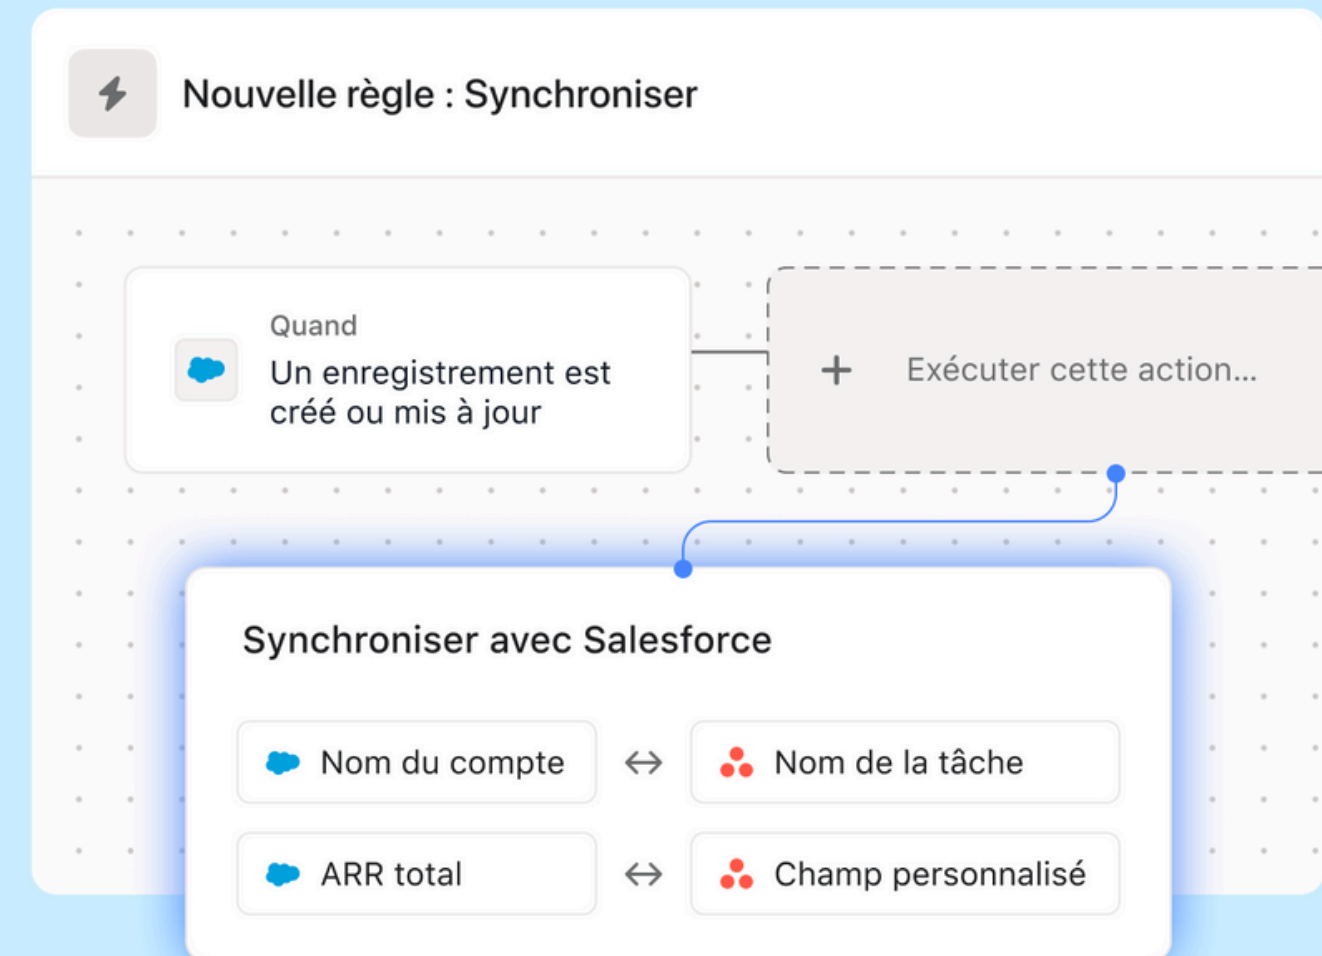 Nouvelle règle : Synchroniser
Quand
Un enregistrement est
créé ou mis à jour
Exécuter cette action...
Synchroniser avec Salesforce
Nom du compte
Nom de la tâche
ARR total
Champ personnalisé